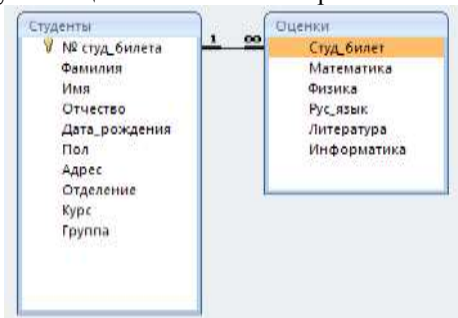 Студенты
№ студ_билета
Фамилия
Имя
Отчество
Дата_рождения
Пол
Адрес
Отделение
Курс
Группа
1 ∞
Оценки
Студ_билет
Математика
Физика
Рус_язык
Литература
Информатика